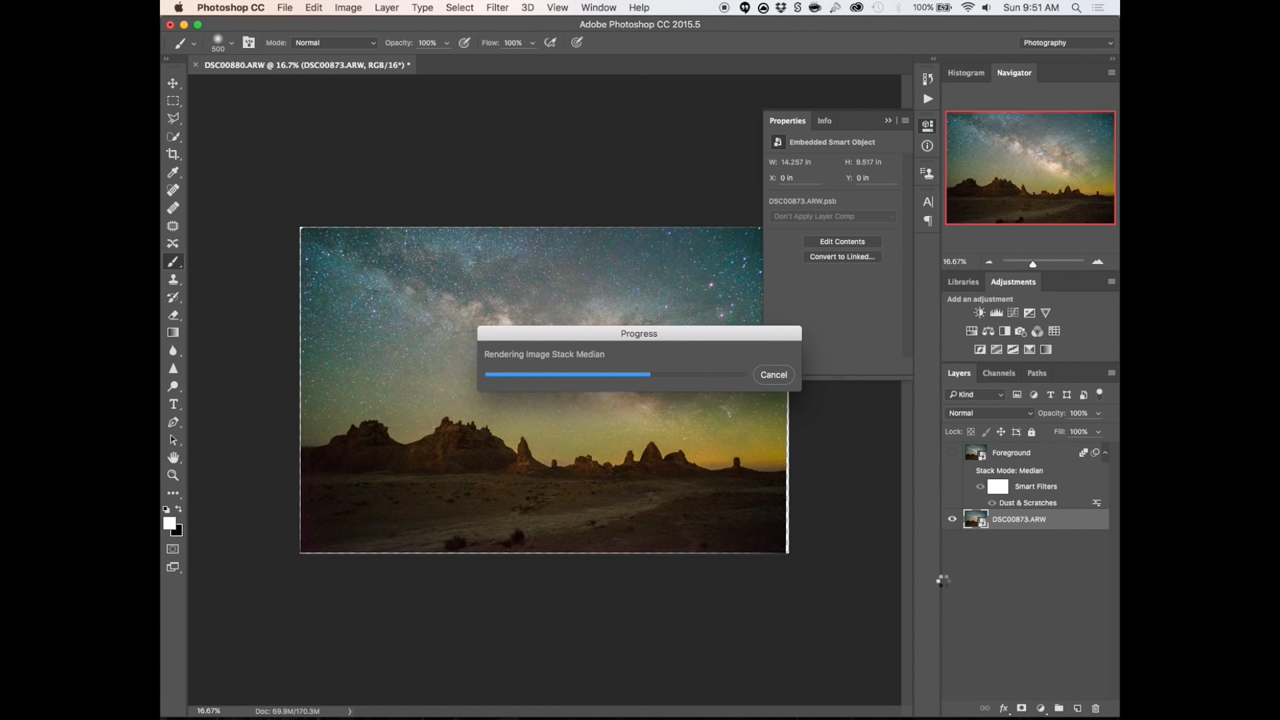 Photoshop CC File Edit Image Layer Type Select Filter 3D View Window Help 100% Sun 9:51 AM
Adobe Photoshop CC 2015.5
500 Mode: Normal Opacity: 100% Flow: 100% Photography
× DSC00880.ARW @ 16.7% (DSC00873.ARW, RGB/16*) *
Histogram Navigator
Properties Info
Embedded Smart Object
W: 14.257 in H: 9.517 in
X: 0 in Y: 0 in
DSC00873.ARW.psb
Don't Apply Layer Comp
Edit Contents
Convert to Linked...
16.67%
Libraries Adjustments
Add an adjustment
Progress
Rendering Image Stack Median
Cancel
Layers Channels Paths
Kind
Normal Opacity: 100%
Lock: Fill: 100%
Foreground
Stack Mode: Median
Smart Filters
Dust & Scratches
DSC00873.ARW
16.67% Doc: 69.9M/170.3M
fx